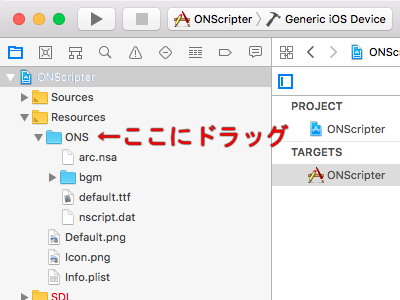 ONScripter
Generic iOS Device
ONSc
ONScripter
Sources
Resources
ONS
←ここにドラッグ
arc.nsa
bgm
default.ttf
nscript.dat
Default.png
Icon.png
Info.plist
SDL
PROJECT
ONScripter
TARGETS
ONScripter